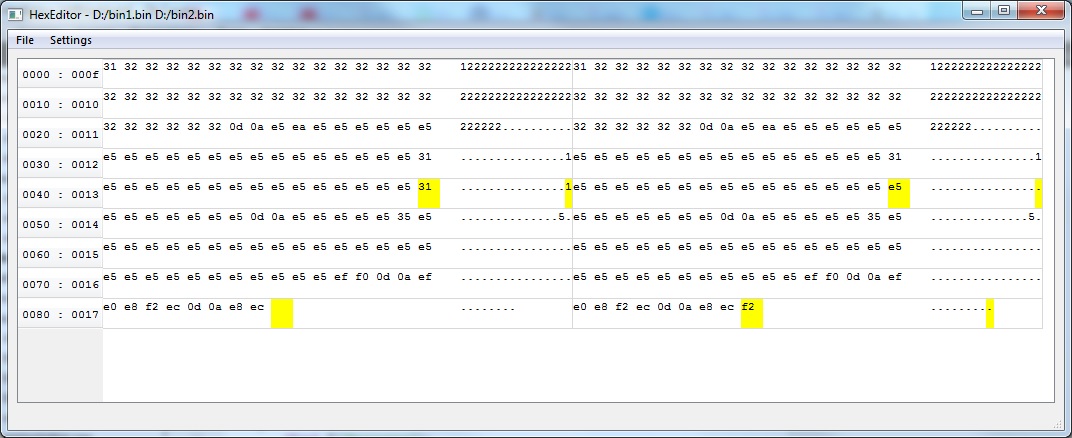 HexEditor - D:/bin1.bin D:/bin2.bin
File Settings
0000 : 000f 31 32 32 32 32 32 32 32 32 32 32 32 32 32 32 32 1222222222222222 31 32 32 32 32 32 32 32 32 32 32 32 32 32 32 32 1222222222222222
0010 : 0010 32 32 32 32 32 32 32 32 32 32 32 32 32 32 32 32 2222222222222222 32 32 32 32 32 32 32 32 32 32 32 32 32 32 32 32 2222222222222222
0020 : 0011 32 32 32 32 32 32 0d 0a e5 ea e5 e5 e5 e5 e5 e5 222222.......... 32 32 32 32 32 32 0d 0a e5 ea e5 e5 e5 e5 e5 e5 222222..........
0030 : 0012 e5 e5 e5 e5 e5 e5 e5 e5 e5 e5 e5 e5 e5 e5 e5 31 ...............1 e5 e5 e5 e5 e5 e5 e5 e5 e5 e5 e5 e5 e5 e5 e5 31 ...............1
0040 : 0013 e5 e5 e5 e5 e5 e5 e5 e5 e5 e5 e5 e5 e5 e5 e5 31 ...............1 e5 e5 e5 e5 e5 e5 e5 e5 e5 e5 e5 e5 e5 e5 e5 e5 ................
0050 : 0014 e5 e5 e5 e5 e5 e5 e5 0d 0a e5 e5 e5 e5 e5 35 e5 ..............5. e5 e5 e5 e5 e5 e5 e5 0d 0a e5 e5 e5 e5 e5 35 e5 ..............5.
0060 : 0015 e5 e5 e5 e5 e5 e5 e5 e5 e5 e5 e5 e5 e5 e5 e5 e5 ................ e5 e5 e5 e5 e5 e5 e5 e5 e5 e5 e5 e5 e5 e5 e5 e5 ................
0070 : 0016 e5 e5 e5 e5 e5 e5 e5 e5 e5 e5 e5 ef f0 0d 0a ef ................ e5 e5 e5 e5 e5 e5 e5 e5 e5 e5 e5 ef f0 0d 0a ef ................
0080 : 0017 e0 e8 f2 ec 0d 0a e8 ec ........ e0 e8 f2 ec 0d 0a e8 ec f2 .........